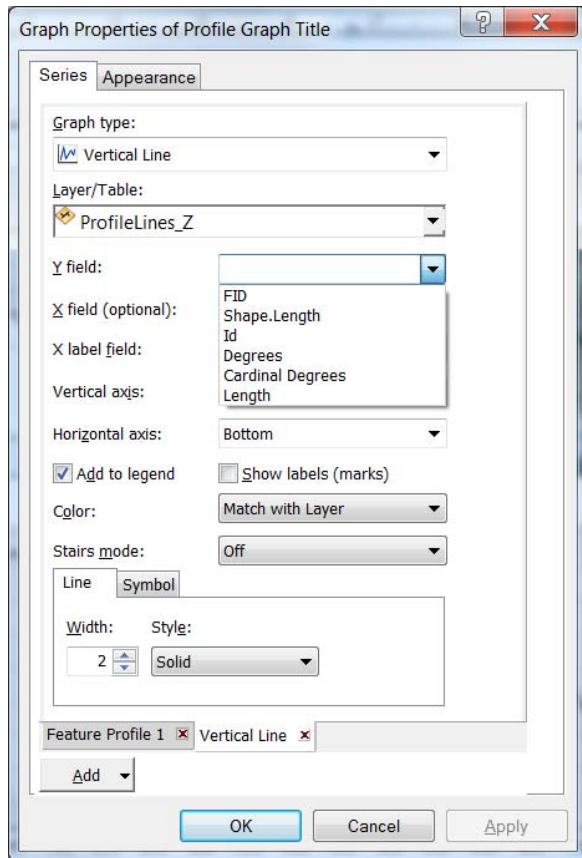 Graph Properties of Profile Graph Title
Series Appearance
Graph type:
Vertical Line
Layer/Table:
ProfileLines_Z
Y field:
FID
X field (optional):
Shape.Length
Id
X label field:
Degrees
Cardinal Degrees
Vertical axis:
Length
Horizontal axis: Bottom
Add to legend Show labels (marks)
Color: Match with Layer
Stairs mode: Off
Line Symbol
Width: Style:
2 Solid
Feature Profile 1 Vertical Line
Add
OK Cancel Apply